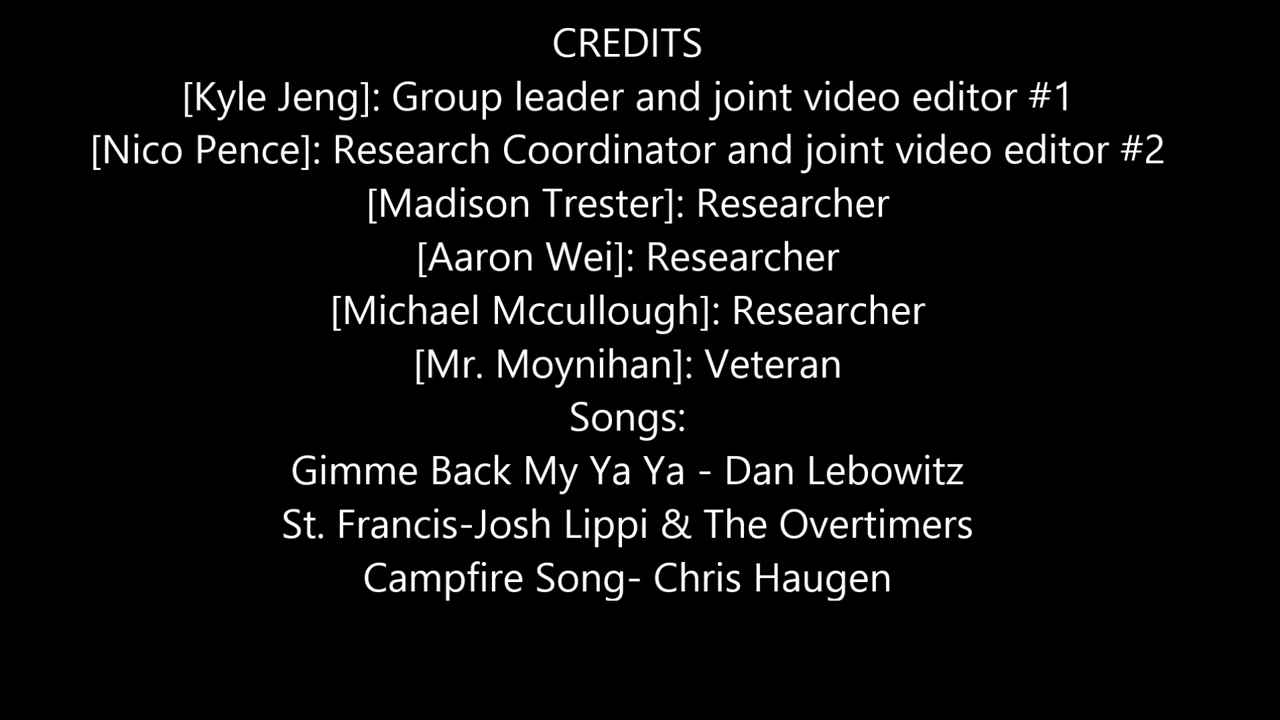 CREDITS
[Kyle Jeng]: Group leader and joint video editor #1
[Nico Pence]: Research Coordinator and joint video editor #2
[Madison Trester]: Researcher
[Aaron Wei]: Researcher
[Michael Mccullough]: Researcher
[Mr. Moynihan]: Veteran
Songs:
Gimme Back My Ya Ya - Dan Lebowitz
St. Francis-Josh Lippi & The Overtimers
Campfire Song- Chris Haugen